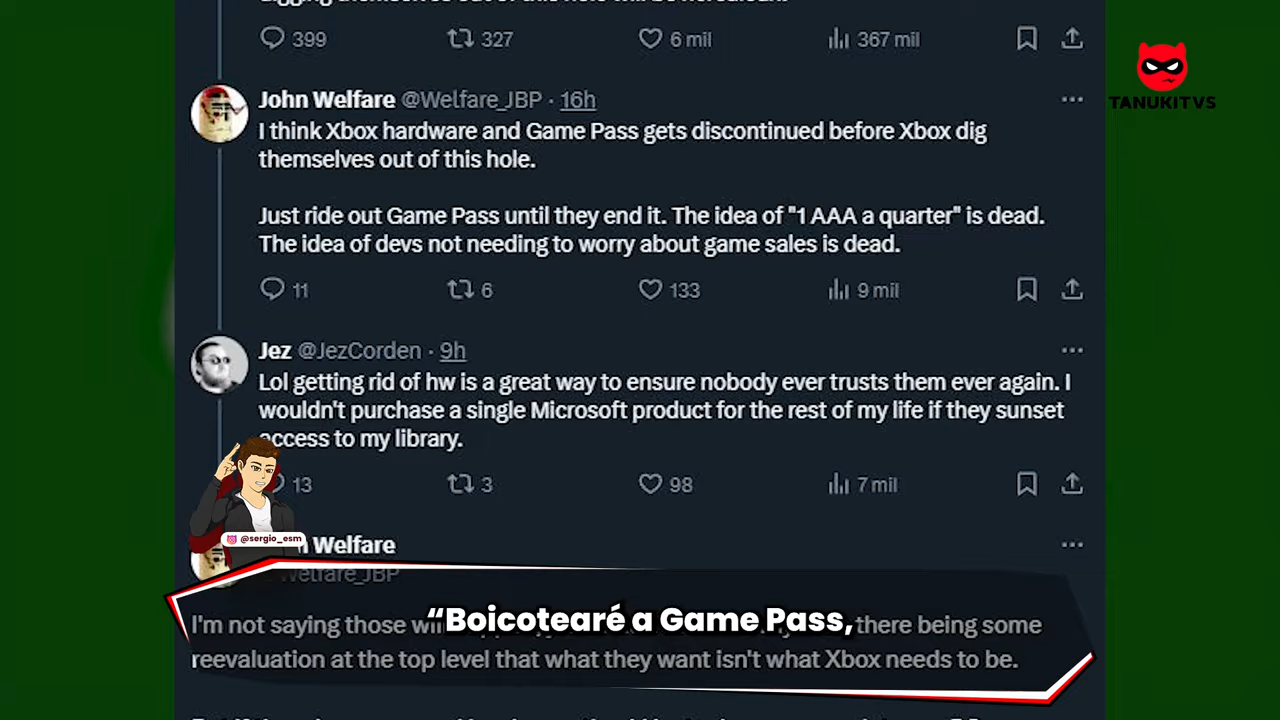 399 327 6 mil 367 mil
TANUKITVS
John Welfare @Welfare_JBP · 16h
I think Xbox hardware and Game Pass gets discontinued before Xbox dig
themselves out of this hole.
Just ride out Game Pass until they end it. The idea of "1 AAA a quarter" is dead.
The idea of devs not needing to worry about game sales is dead.
11 6 133 9 mil
Jez @JezCorden · 9h
Lol getting rid of hw is a great way to ensure nobody ever trusts them ever again. I
wouldn't purchase a single Microsoft product for the rest of my life if they sunset
access to my library.
13 3 98 7 mil
@sergio_esm
Welfare
Welfare_JBP
“Boicotearé a Game Pass,
I'm not saying those there being some
reevaluation at the top level that what they want isn't what Xbox needs to be.